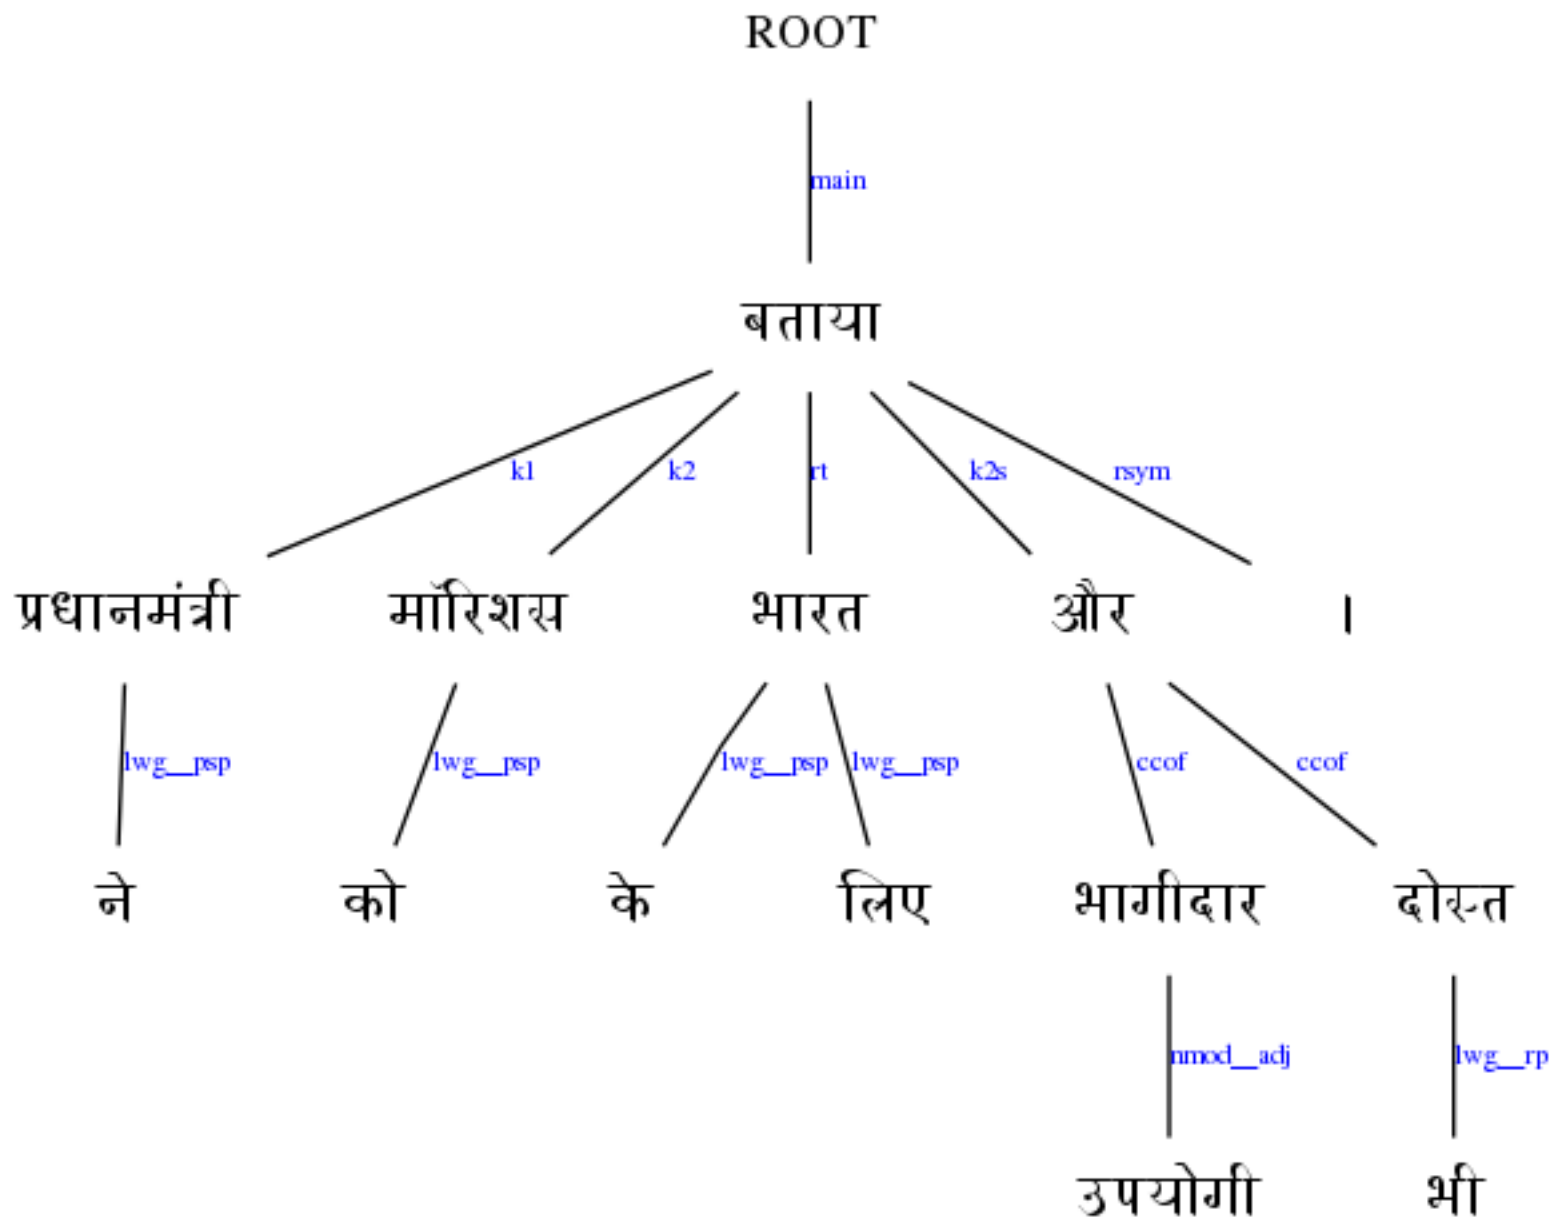 ROOT
main
बताया
k1 k2 rt k2s rsym
प्रधानमंत्री मॉरिशस भारत और ।
lwg__psp lwg__psp lwg__psp lwg__psp ccof ccof
ने को के लिए भागीदार दोस्त
nmod__adj lwg__rp
उपयोगी भी